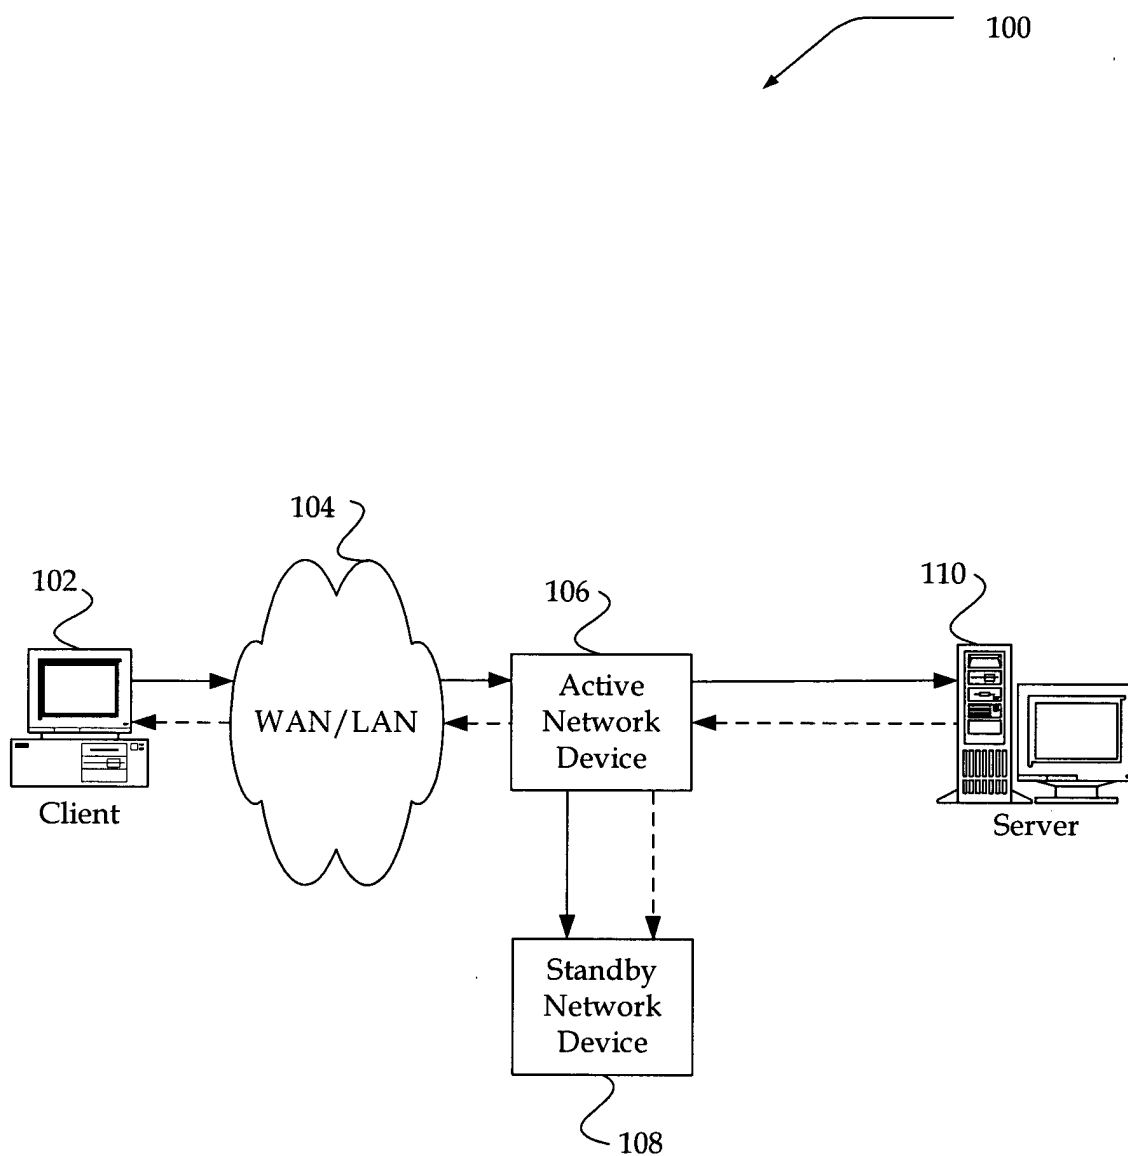 100
104
102
106
110
WAN/LAN
Active
Network
Device
Client
Server
Standby
Network
Device
108